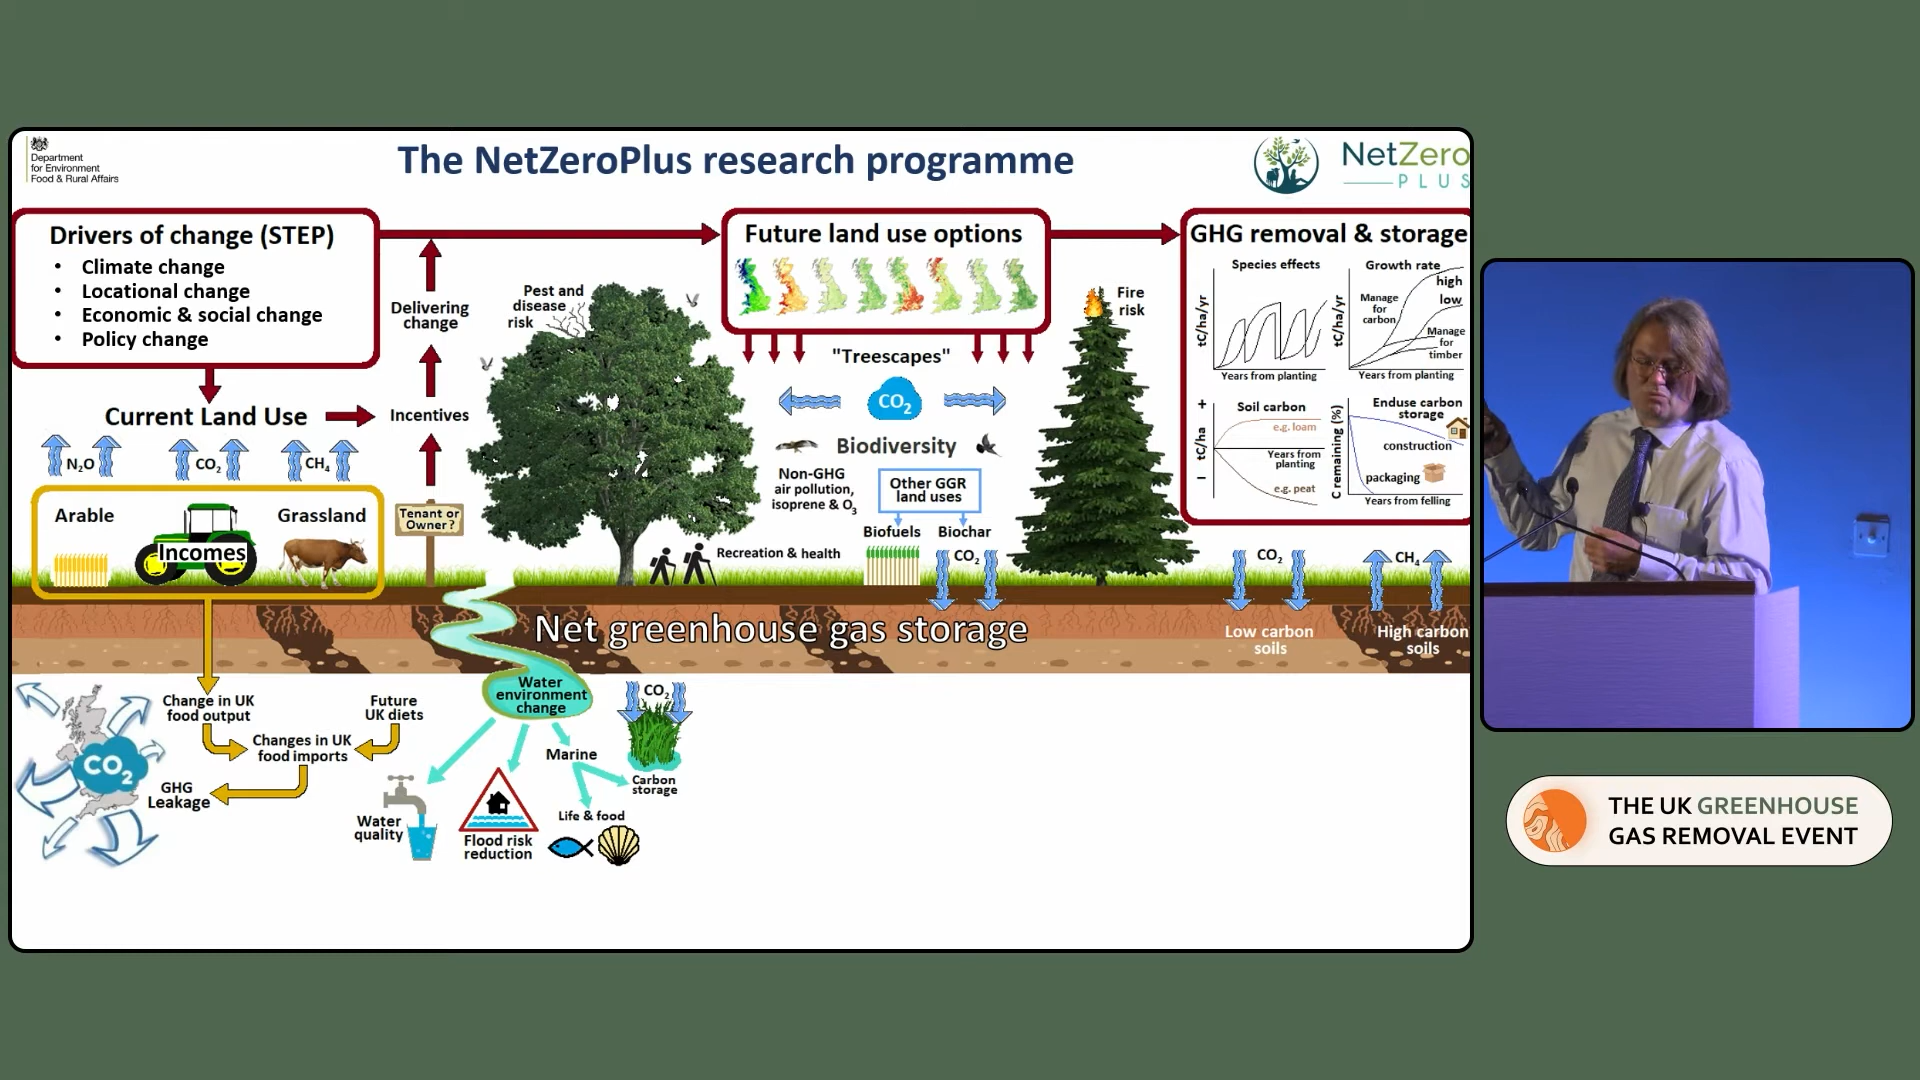 Department
for Environment
Food & Rural Affairs
The NetZeroPlus research programme
NetZero
PLUS
Drivers of change (STEP)
• Climate change
• Locational change
• Economic & social change
• Policy change
Current Land Use
N2O
CO2
CH4
Arable
Incomes
Grassland
Delivering
change
Incentives
Tenant or
Owner?
Pest and
disease
risk
Future land use options
"Treescapes"
CO2
Biodiversity
Non-GHG
air pollution,
isoprene & O3
Other GGR
land uses
Biofuels
Biochar
CO2
Recreation & health
Fire
risk
GHG removal & storage
Species effects
tC/ha/yr
Years from planting
Growth rate
high
low
Manage
for
carbon
Manage
for
timber
tC/ha/yr
Years from planting
Soil carbon
+
tC/ha
–
e.g. loam
Years from
planting
e.g. peat
Enduse carbon
storage
C remaining (%)
construction
packaging
Years from felling
CO2
CH4
Net greenhouse gas storage
Low carbon
soils
High carbon
soils
CO2
Change in UK
food output
Future
UK diets
Changes in UK
food imports
GHG
Leakage
Water
environment
change
Water
quality
Flood risk
reduction
Marine
Life & food
CO2
Carbon
storage
THE UK GREENHOUSE
GAS REMOVAL EVENT